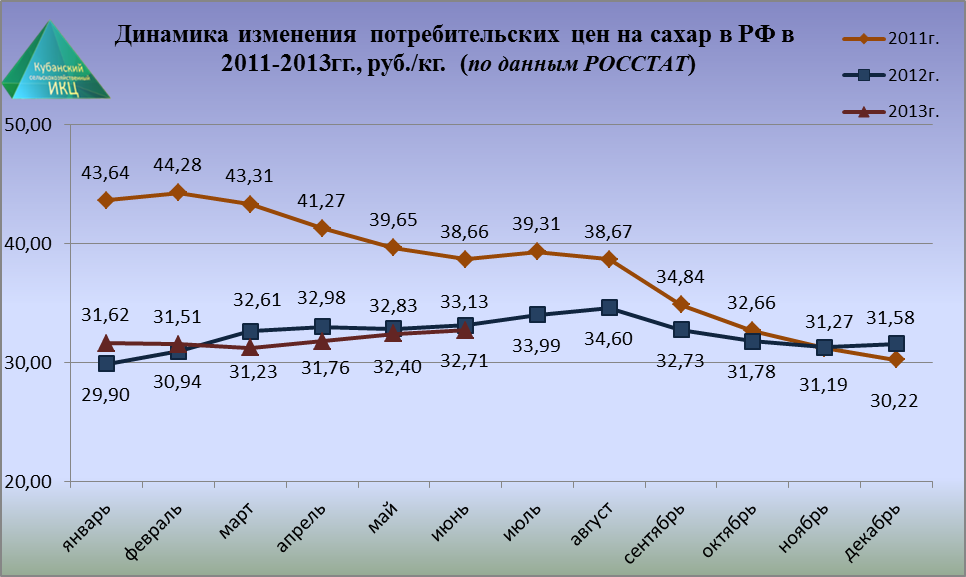 Кубанский
сельскохозяйственный
ИКЦ
Динамика изменения потребительских цен на сахар в РФ в
2011-2013гг., руб./кг. (по данным РОССТАТ)
2011г.
2012г.
2013г.
50,00
40,00
30,00
20,00
43,64 44,28 43,31 41,27 39,65 38,66 39,31 38,67 34,84 32,66 31,27 31,58
31,62 31,51 32,61 32,98 32,83 33,13
29,90 30,94 31,23 31,76 32,40 32,71 33,99 34,60 32,73 31,78 31,19 30,22
январь февраль март апрель май июнь июль август сентябрь октябрь ноябрь декабрь